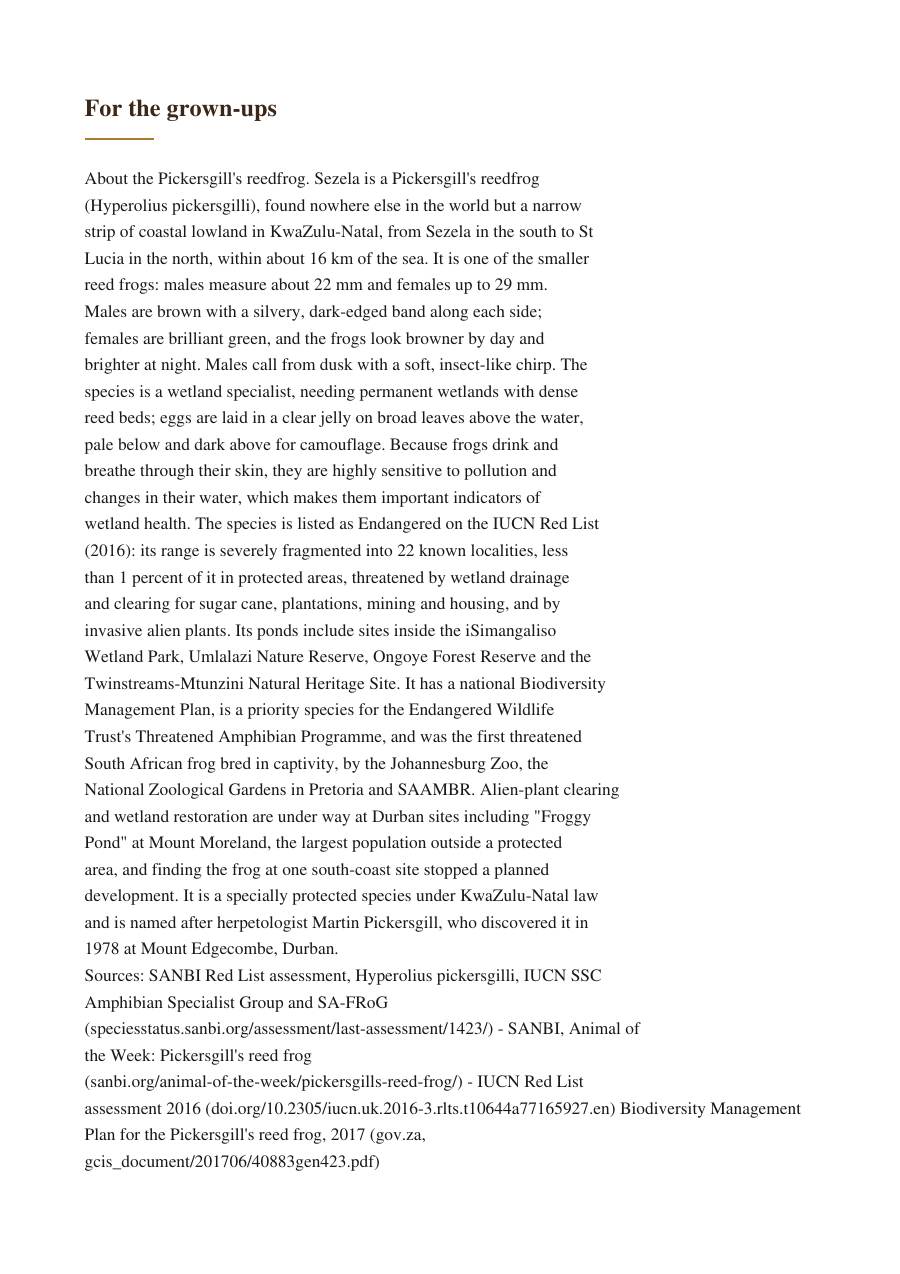 For the grown-ups
About the Pickersgill's reedfrog. Sezela is a Pickersgill's reedfrog
(Hyperolius pickersgilli), found nowhere else in the world but a narrow
strip of coastal lowland in KwaZulu-Natal, from Sezela in the south to St
Lucia in the north, within about 16 km of the sea. It is one of the smaller
reed frogs: males measure about 22 mm and females up to 29 mm.
Males are brown with a silvery, dark-edged band along each side;
females are brilliant green, and the frogs look browner by day and
brighter at night. Males call from dusk with a soft, insect-like chirp. The
species is a wetland specialist, needing permanent wetlands with dense
reed beds; eggs are laid in a clear jelly on broad leaves above the water,
pale below and dark above for camouflage. Because frogs drink and
breathe through their skin, they are highly sensitive to pollution and
changes in their water, which makes them important indicators of
wetland health. The species is listed as Endangered on the IUCN Red List
(2016): its range is severely fragmented into 22 known localities, less
than 1 percent of it in protected areas, threatened by wetland drainage
and clearing for sugar cane, plantations, mining and housing, and by
invasive alien plants. Its ponds include sites inside the iSimangaliso
Wetland Park, Umlalazi Nature Reserve, Ongoye Forest Reserve and the
Twinstreams-Mtunzini Natural Heritage Site. It has a national Biodiversity
Management Plan, is a priority species for the Endangered Wildlife
Trust's Threatened Amphibian Programme, and was the first threatened
South African frog bred in captivity, by the Johannesburg Zoo, the
National Zoological Gardens in Pretoria and SAAMBR. Alien-plant clearing
and wetland restoration are under way at Durban sites including "Froggy
Pond" at Mount Moreland, the largest population outside a protected
area, and finding the frog at one south-coast site stopped a planned
development. It is a specially protected species under KwaZulu-Natal law
and is named after herpetologist Martin Pickersgill, who discovered it in
1978 at Mount Edgecombe, Durban.
Sources: SANBI Red List assessment, Hyperolius pickersgilli, IUCN SSC
Amphibian Specialist Group and SA-FRoG
(speciesstatus.sanbi.org/assessment/last-assessment/1423/) - SANBI, Animal of
the Week: Pickersgill's reed frog
(sanbi.org/animal-of-the-week/pickersgills-reed-frog/) - IUCN Red List
assessment 2016 (doi.org/10.2305/iucn.uk.2016-3.rlts.t10644a77165927.en) Biodiversity Management
Plan for the Pickersgill's reed frog, 2017 (gov.za,
gcis_document/201706/40883gen423.pdf)